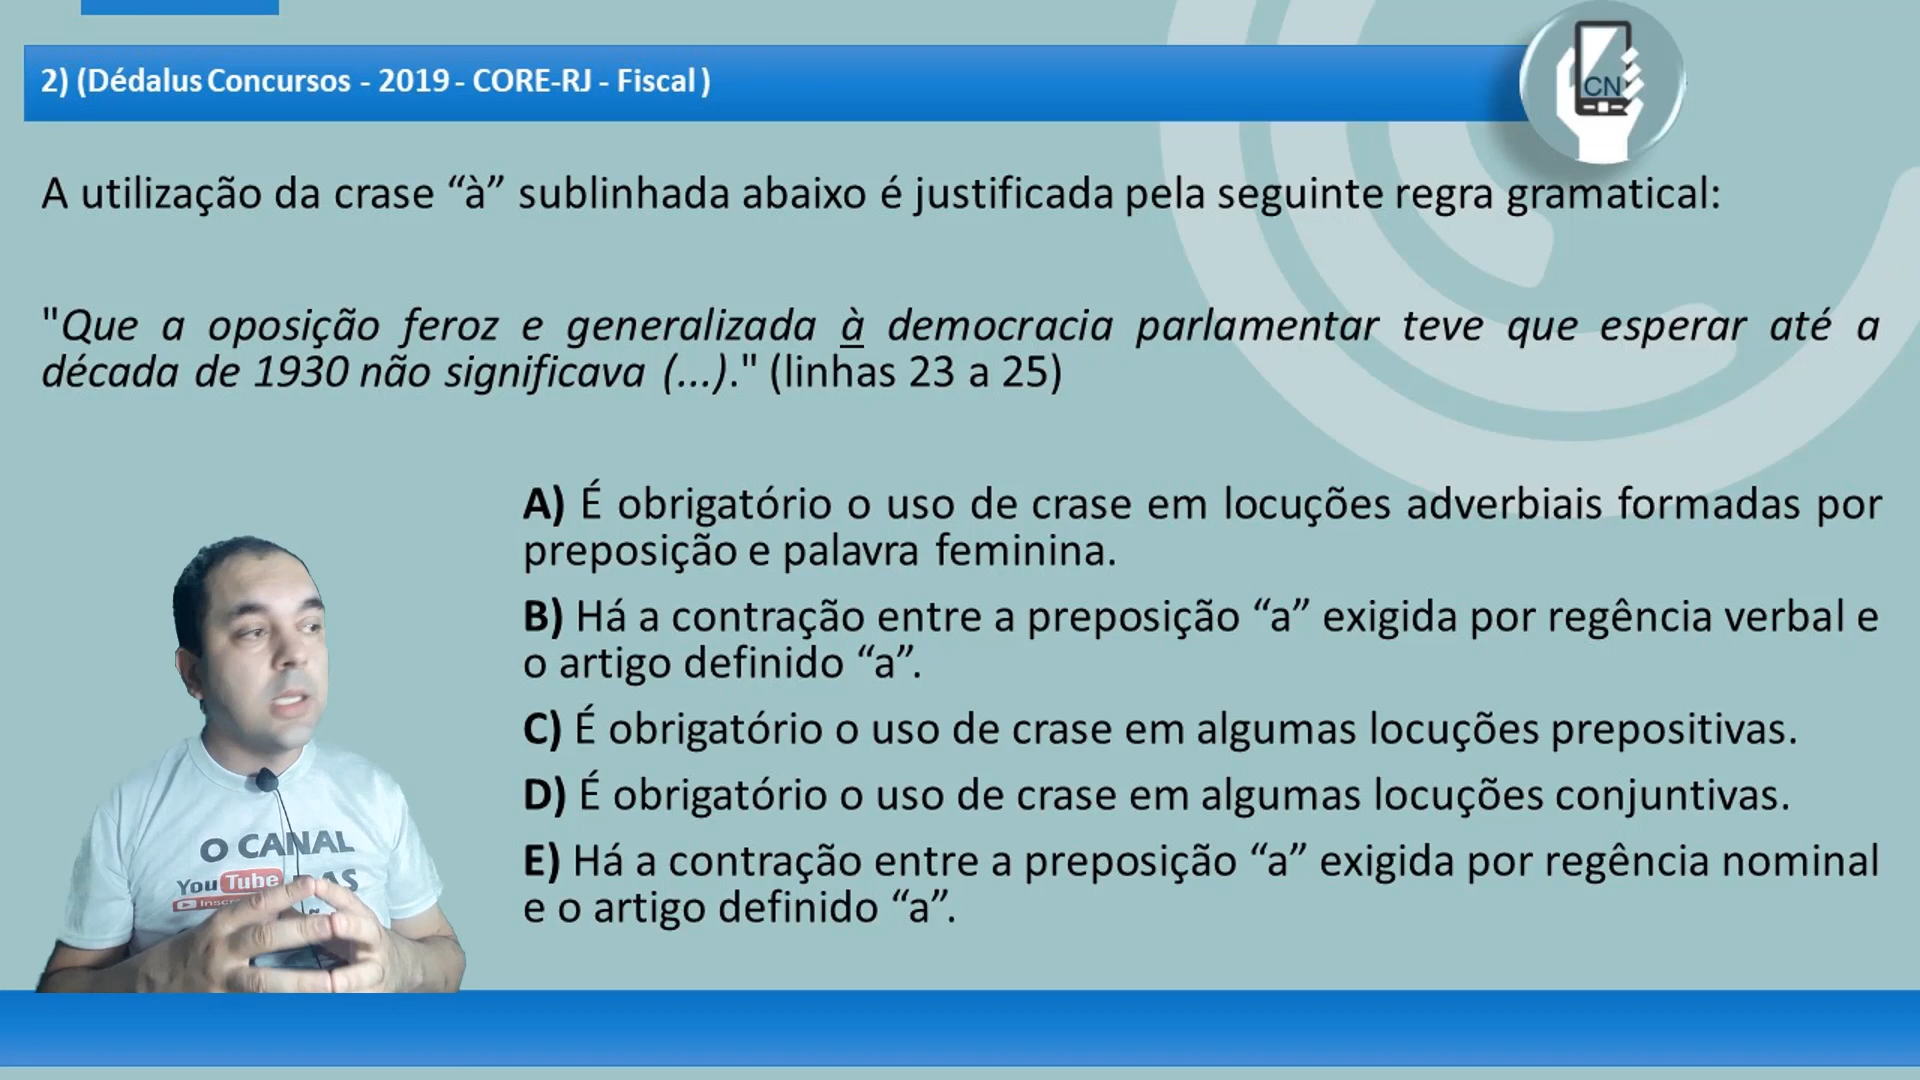 2) (Dédalus Concursos - 2019 - CORE-RJ - Fiscal)
CN
A utilização da crase “à” sublinhada abaixo é justificada pela seguinte regra gramatical:
"Que a oposição feroz e generalizada à democracia parlamentar teve que esperar até a
década de 1930 não significava (...)." (linhas 23 a 25)
A) É obrigatório o uso de crase em locuções adverbiais formadas por
preposição e palavra feminina.
B) Há a contração entre a preposição “a” exigida por regência verbal e
o artigo definido “a”.
C) É obrigatório o uso de crase em algumas locuções prepositivas.
D) É obrigatório o uso de crase em algumas locuções conjuntivas.
E) Há a contração entre a preposição “a” exigida por regência nominal
e o artigo definido “a”.
O CANAL
YouTube